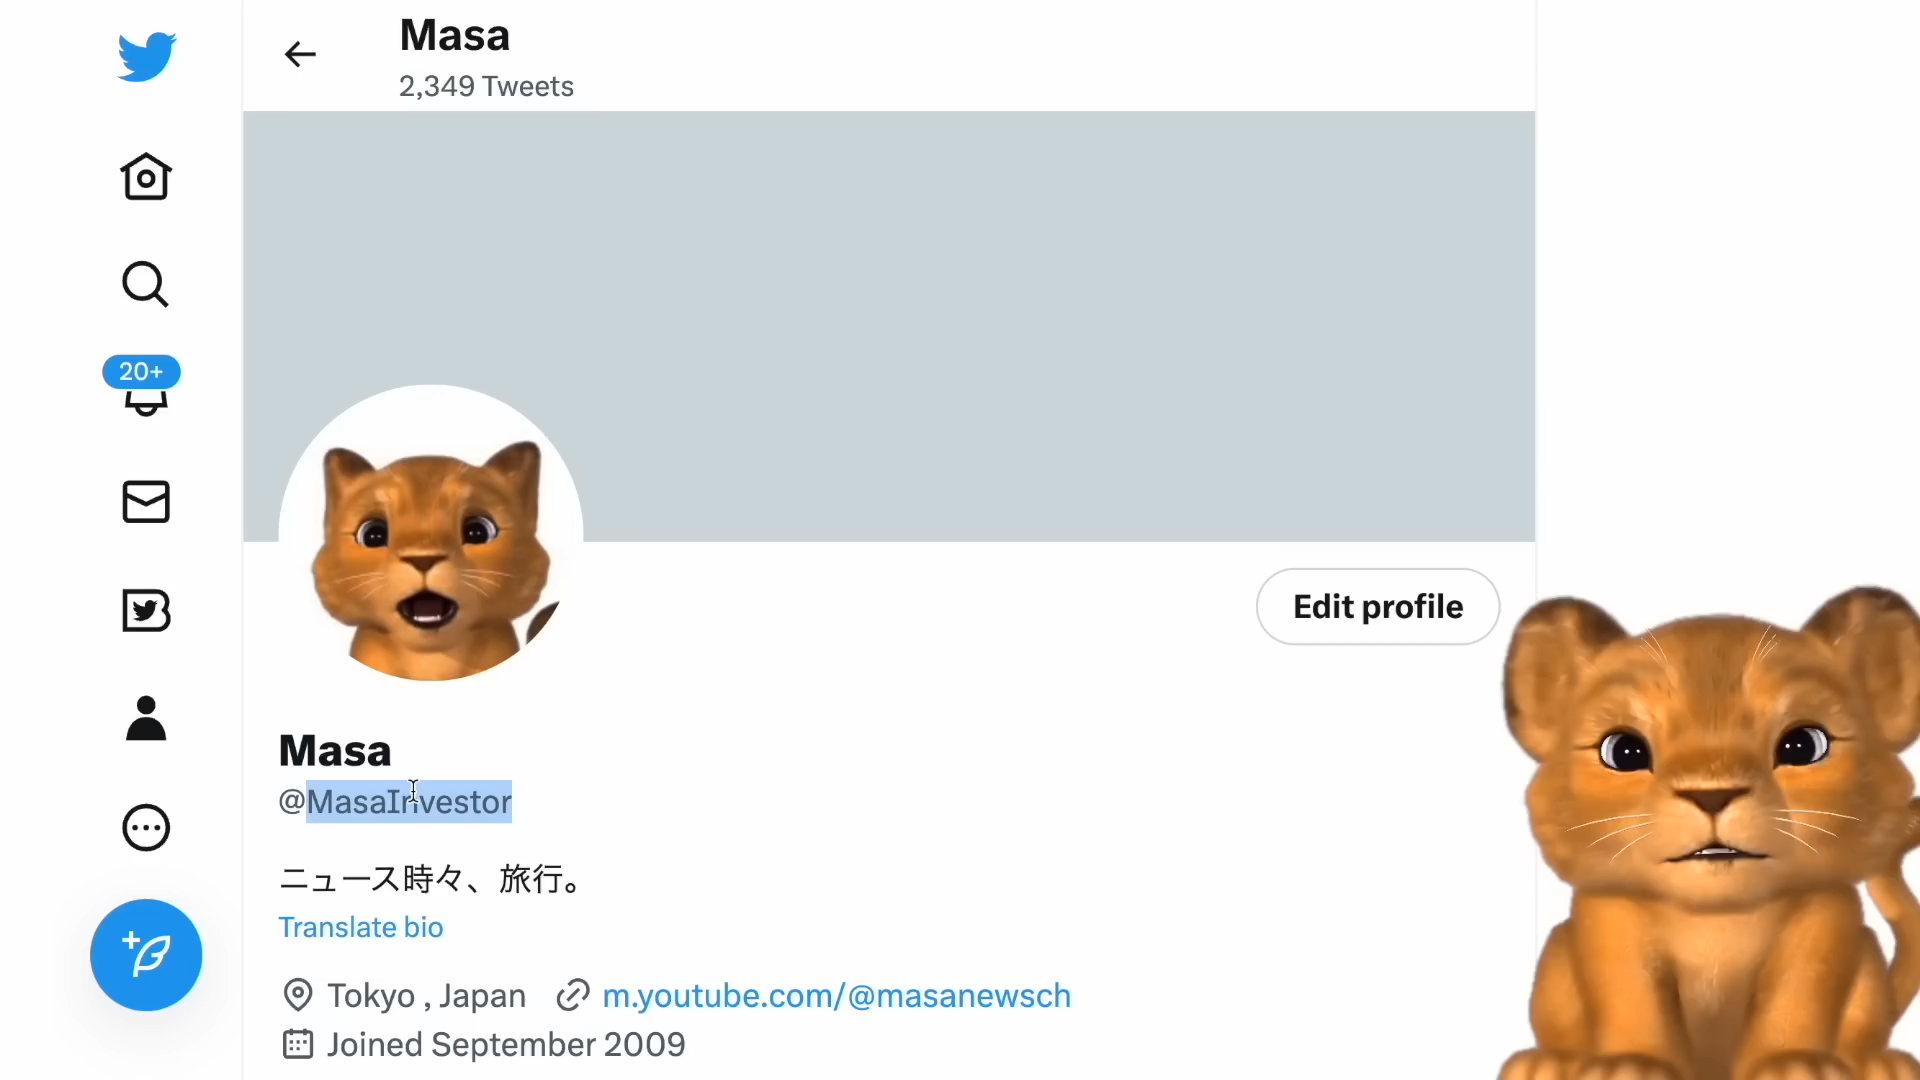 Masa
2,349 Tweets
20+
Edit profile
Masa
@MasaInvestor
ニュース時々、旅行。
Translate bio
Tokyo , Japan m.youtube.com/@masanewsch
Joined September 2009